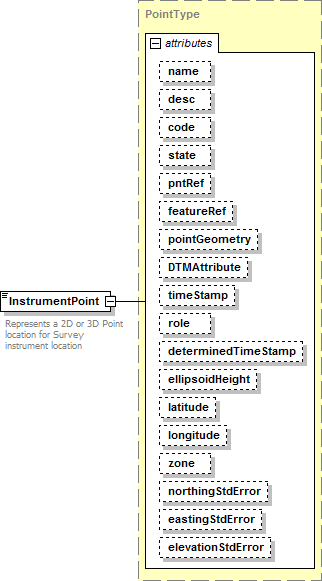 PointType
attributes
name
desc
code
state
pntRef
featureRef
pointGeometry
DTMAttribute
timeStamp
role
determinedTimeStamp
ellipsoidHeight
latitude
longitude
zone
northingStdError
eastingStdError
elevationStdError
InstrumentPoint
Represents a 2D or 3D Point
location for Survey
instrument location